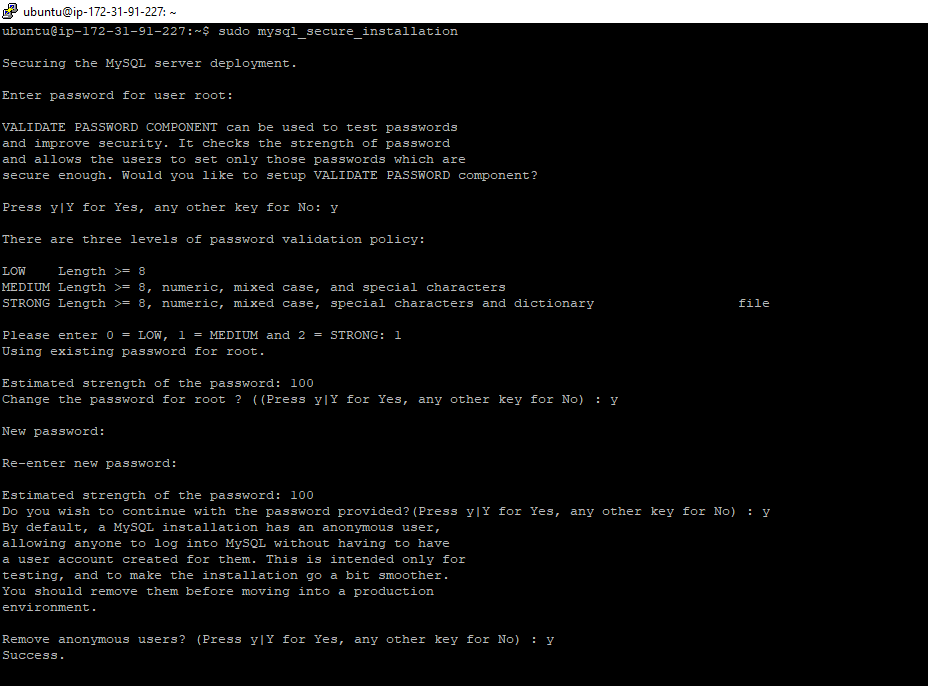 ubuntu@ip-172-31-91-227: ~
ubuntu@ip-172-31-91-227:~$ sudo mysql_secure_installation
Securing the MySQL server deployment.
Enter password for user root:
VALIDATE PASSWORD COMPONENT can be used to test passwords
and improve security. It checks the strength of password
and allows the users to set only those passwords which are
secure enough. Would you like to setup VALIDATE PASSWORD component?
Press y|Y for Yes, any other key for No: y
There are three levels of password validation policy:
LOW    Length >= 8
MEDIUM Length >= 8, numeric, mixed case, and special characters
STRONG Length >= 8, numeric, mixed case, special characters and dictionary                  file
Please enter 0 = LOW, 1 = MEDIUM and 2 = STRONG: 1
Using existing password for root.
Estimated strength of the password: 100
Change the password for root ? ((Press y|Y for Yes, any other key for No) : y
New password:
Re-enter new password:
Estimated strength of the password: 100
Do you wish to continue with the password provided?(Press y|Y for Yes, any other key for No) : y
By default, a MySQL installation has an anonymous user,
allowing anyone to log into MySQL without having to have
a user account created for them. This is intended only for
testing, and to make the installation go a bit smoother.
You should remove them before moving into a production
environment.
Remove anonymous users? (Press y|Y for Yes, any other key for No) : y
Success.